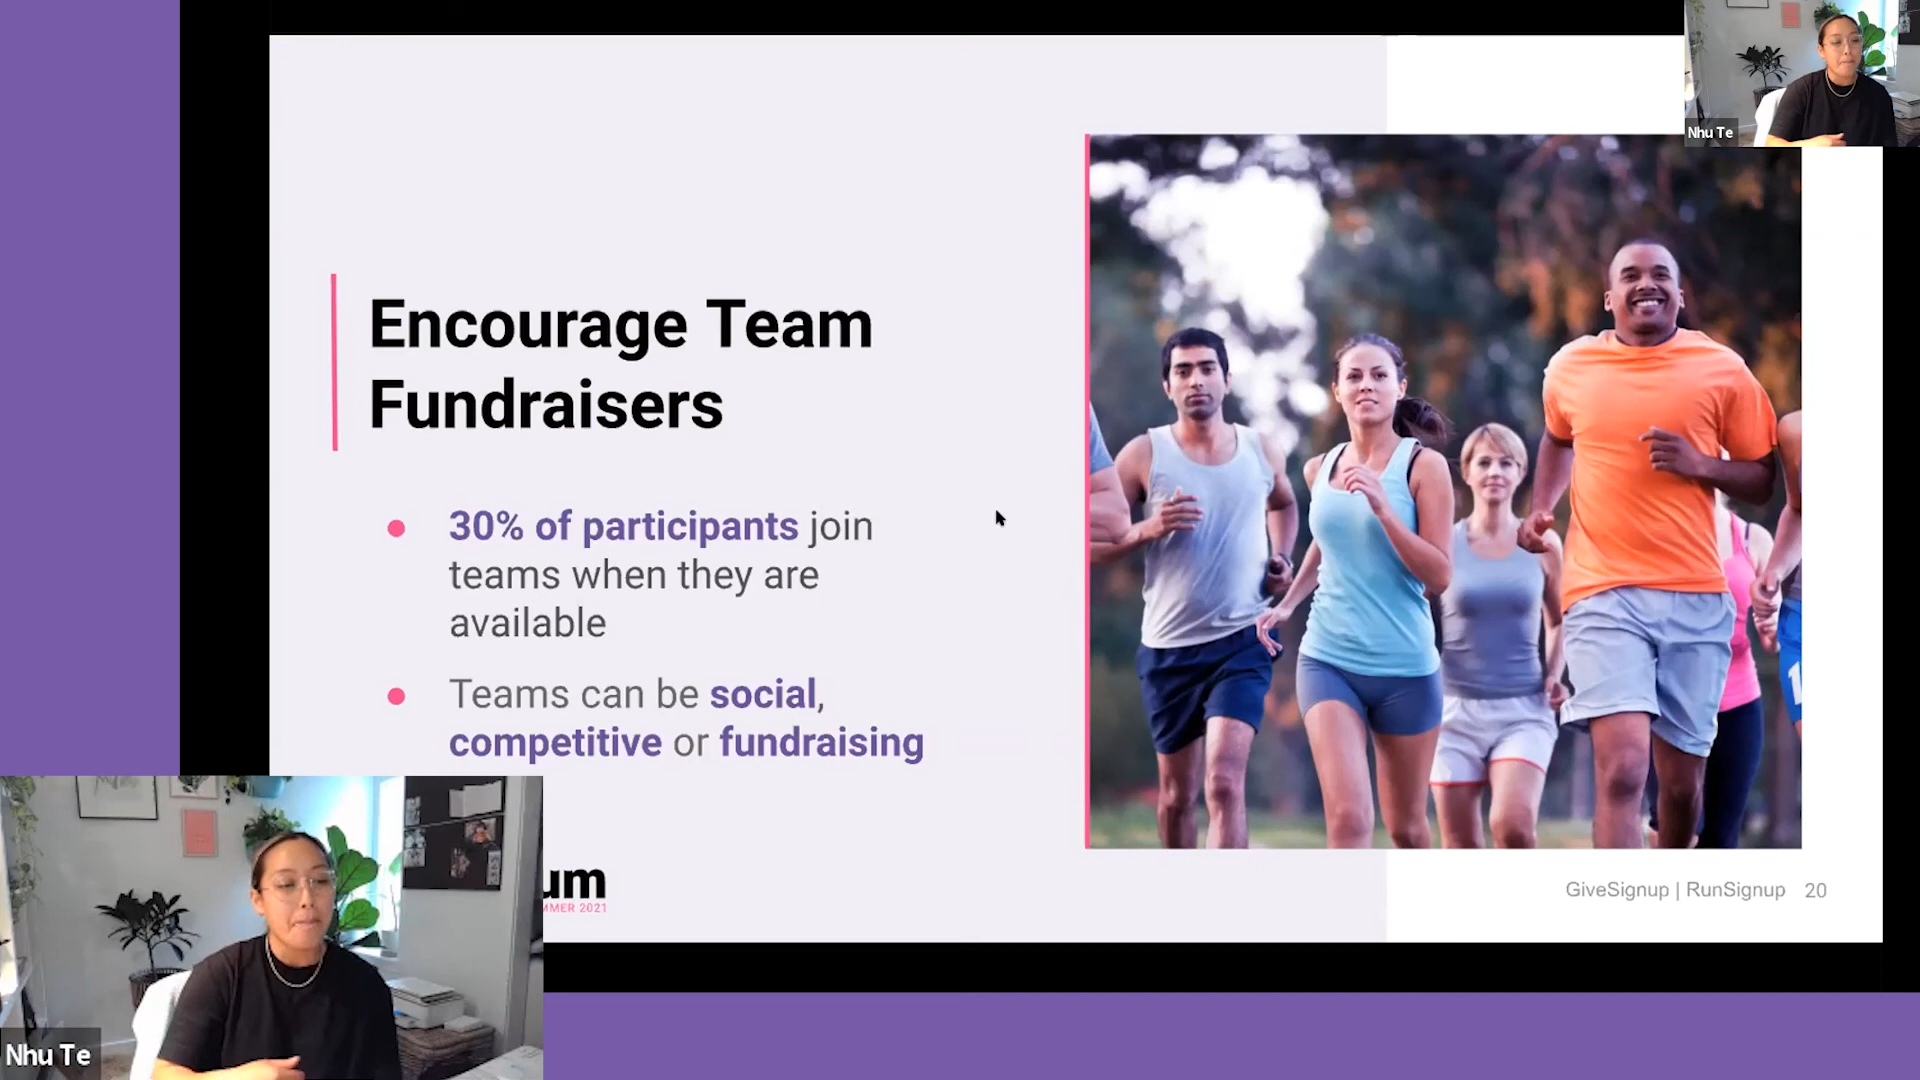 Nhu Te
Encourage Team
Fundraisers
30% of participants join
teams when they are
available
Teams can be social,
competitive or fundraising
um
MMER 2021
GiveSignup | RunSignup 20
Nhu Te